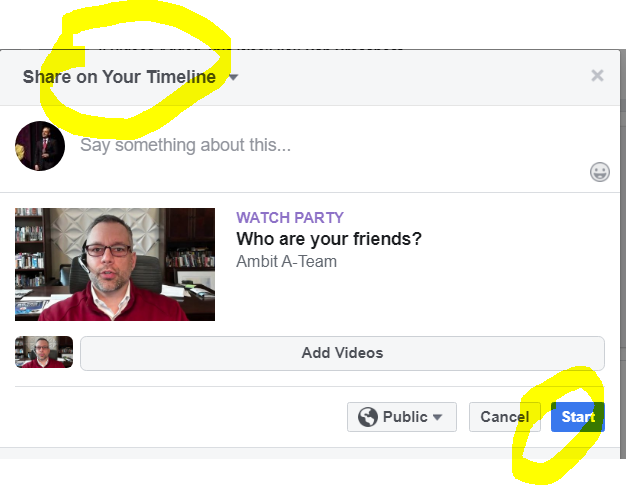 Share on Your Timeline
Say something about this...
WATCH PARTY
Who are your friends?
Ambit A-Team
Add Videos
Public
Cancel
Start